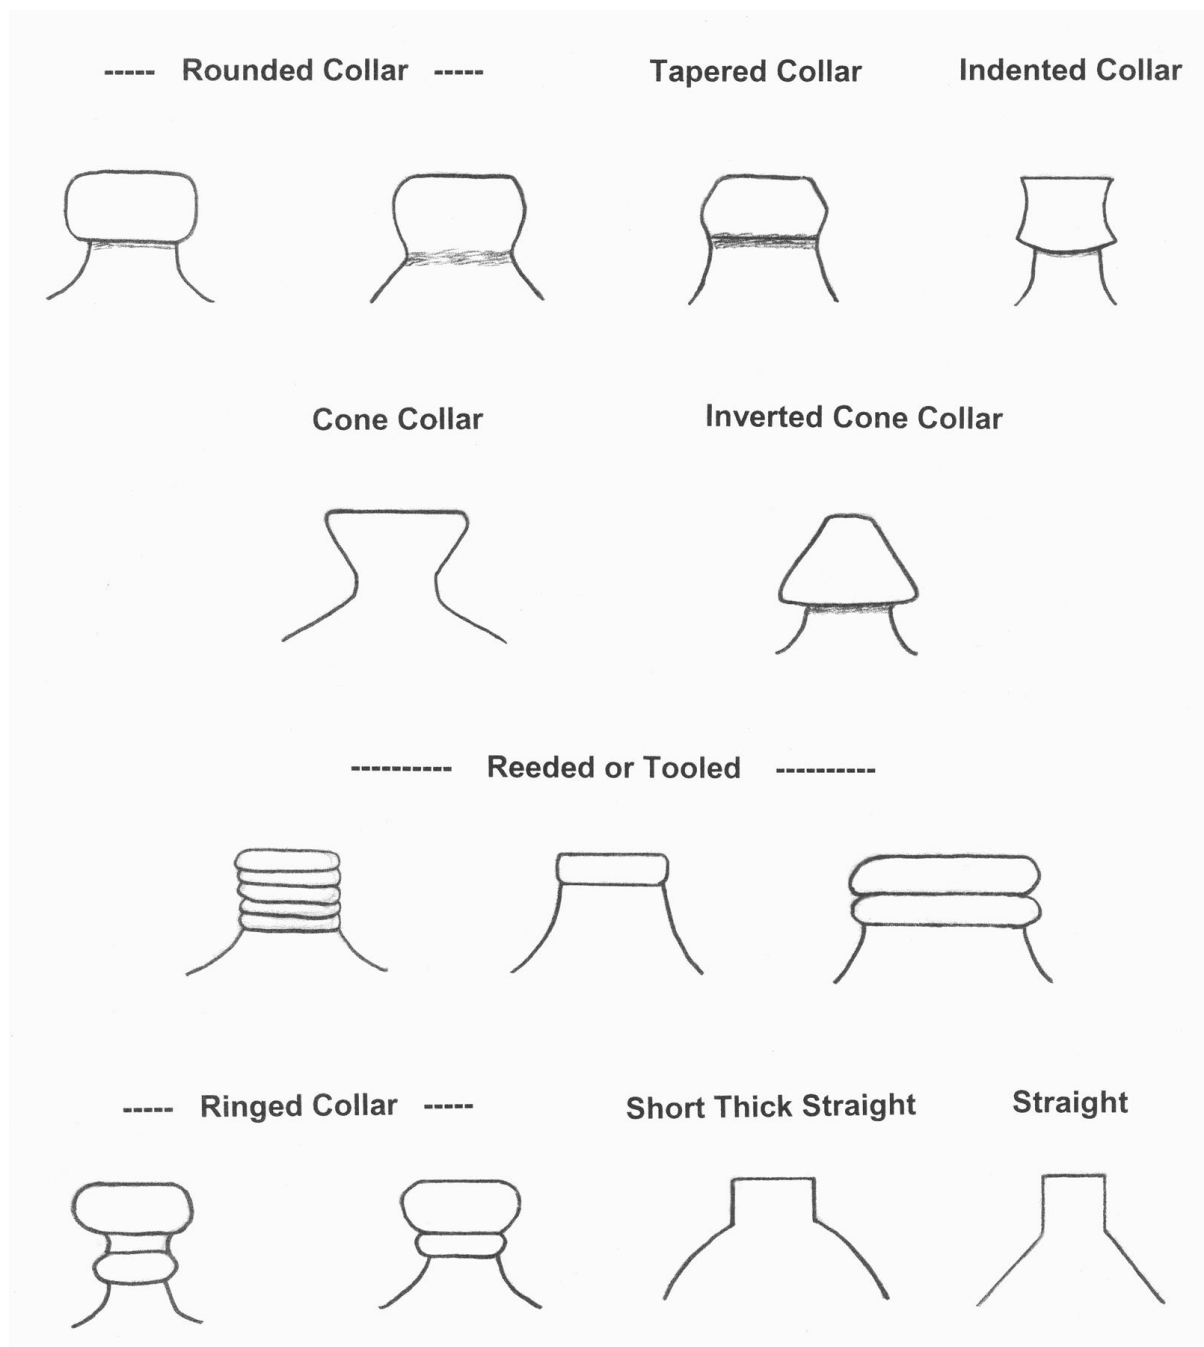 ----- Rounded Collar -----
Tapered Collar
Indented Collar
Cone Collar
Inverted Cone Collar
---------- Reeded or Tooled ----------
----- Ringed Collar -----
Short Thick Straight
Straight